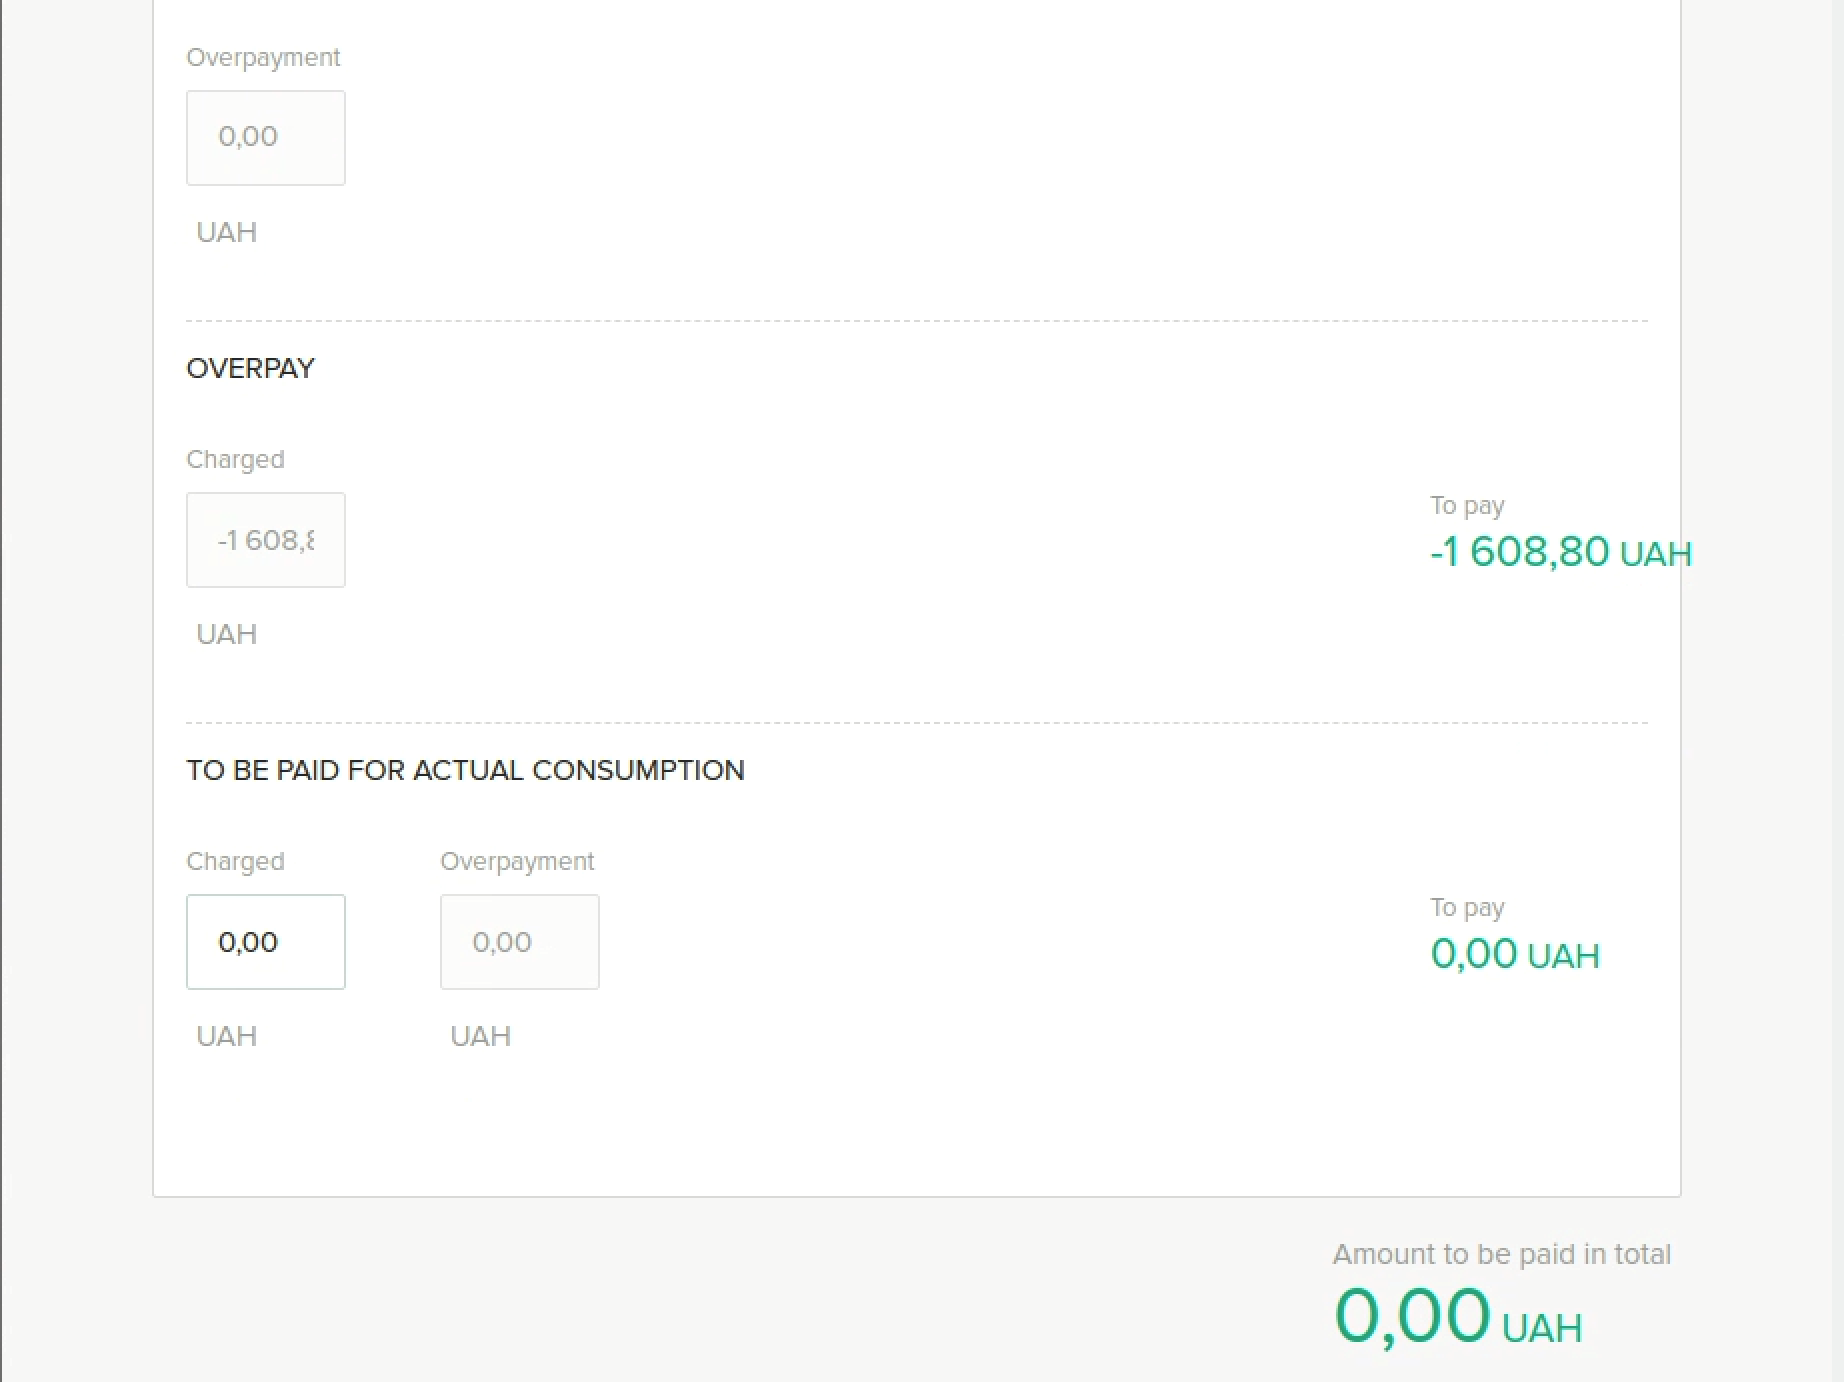 Overpayment
0,00
UAH
OVERPAY
Charged
-1 608,8
UAH
To pay
-1 608,80 UAH
TO BE PAID FOR ACTUAL CONSUMPTION
Charged Overpayment
0,00 0,00
UAH UAH
To pay
0,00 UAH
Amount to be paid in total
0,00 UAH